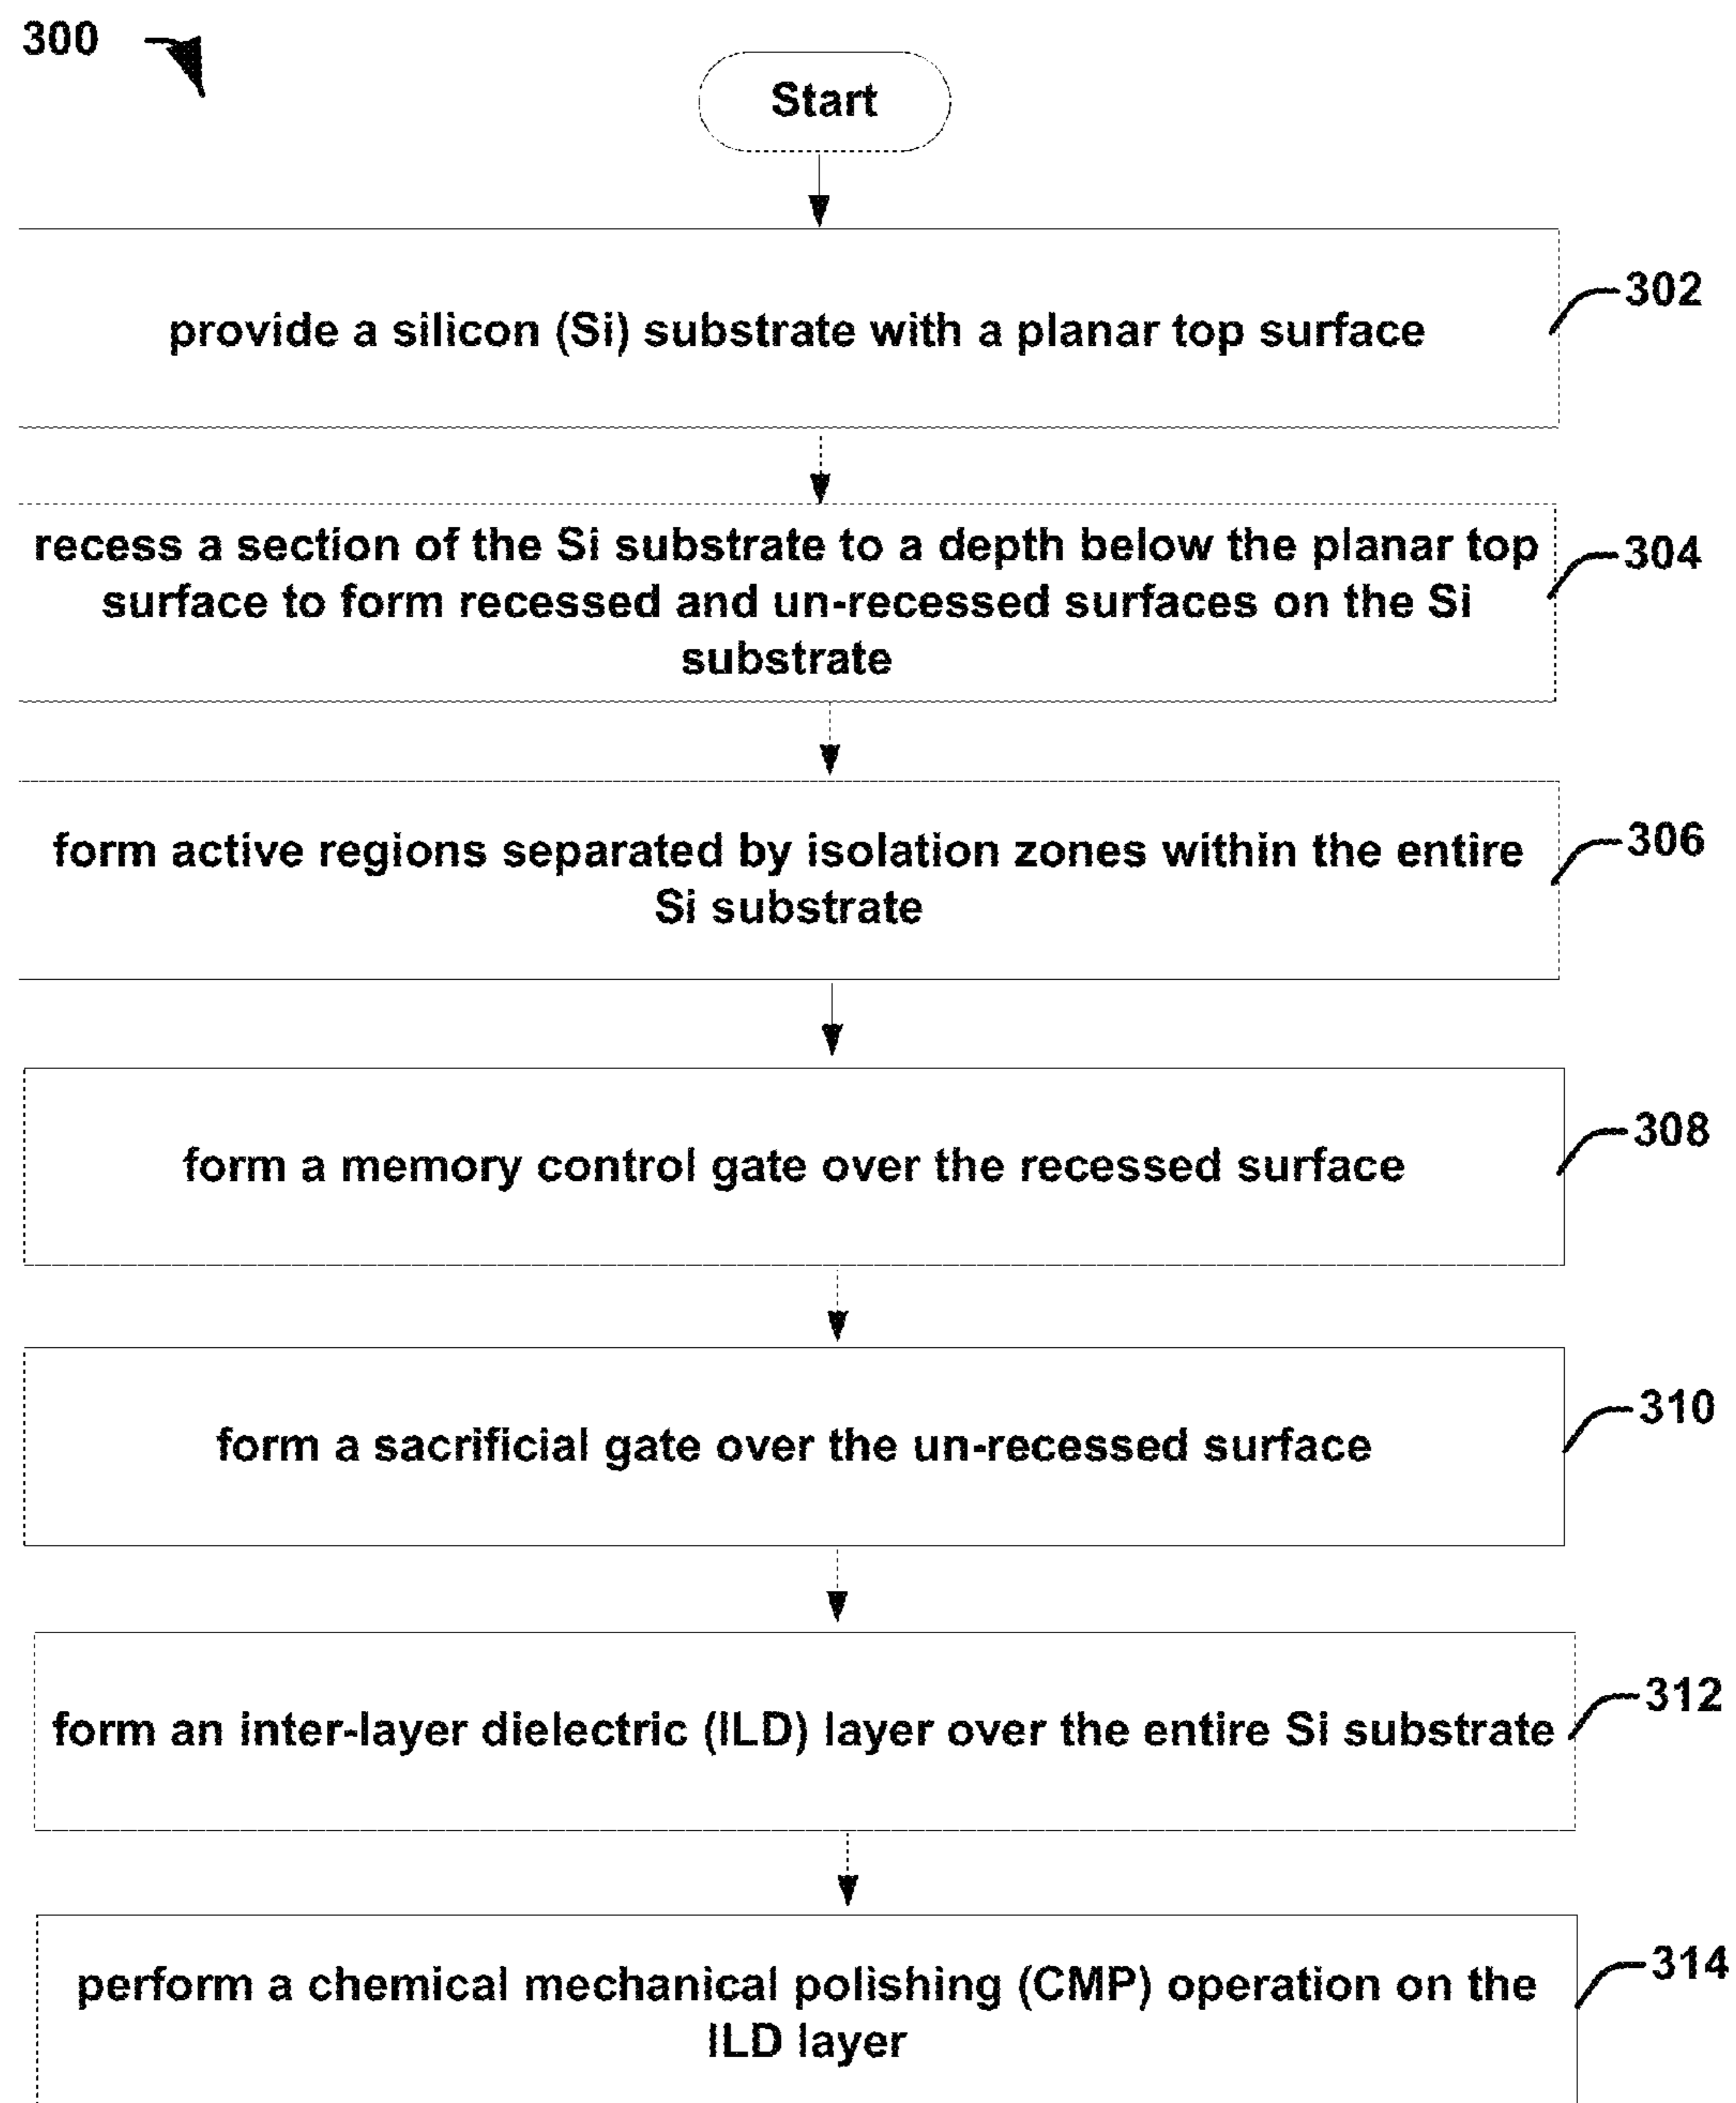 300
Start
provide a silicon (Si) substrate with a planar top surface
302
recess a section of the Si substrate to a depth below the planar top
surface to form recessed and un-recessed surfaces on the Si
substrate
304
form active regions separated by isolation zones within the entire
Si substrate
306
form a memory control gate over the recessed surface
308
form a sacrificial gate over the un-recessed surface
310
form an inter-layer dielectric (ILD) layer over the entire Si substrate
312
perform a chemical mechanical polishing (CMP) operation on the
ILD layer
314